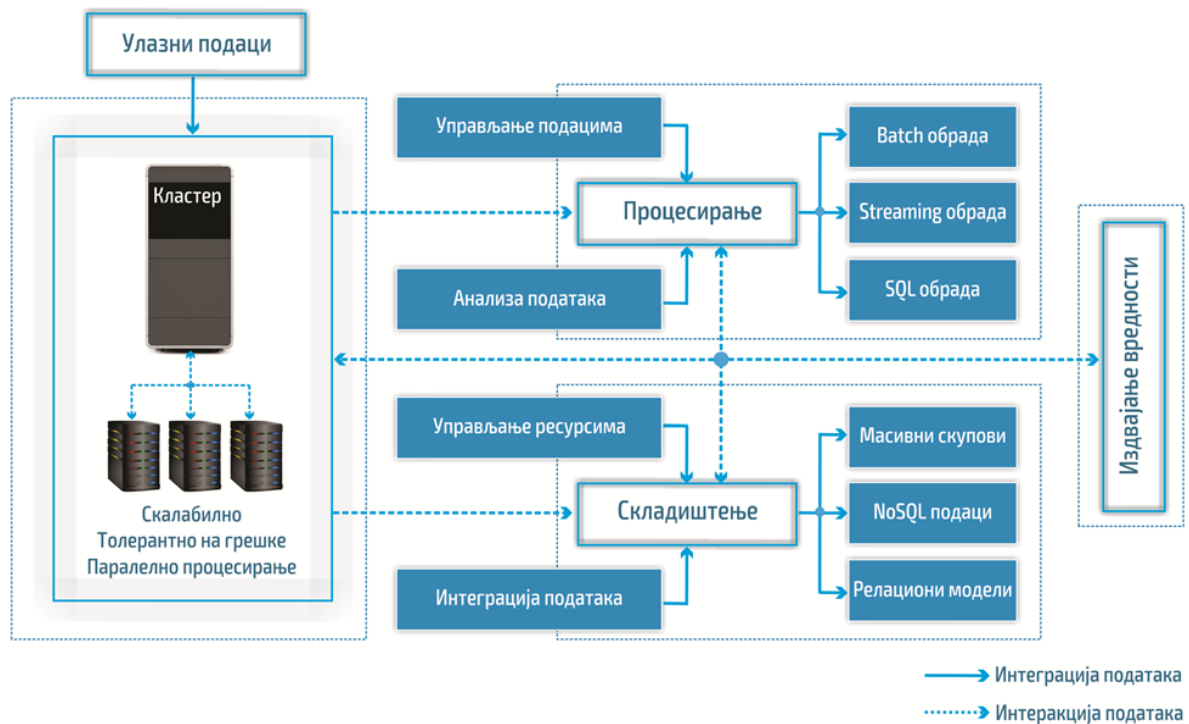 Улазни подаци
Кластер
Скалабилно
Толерантно на грешке
Паралелно процесирање
Управљање подацима
Процесирање
Анализа података
Batch обрада
Streaming обрада
SQL обрада
Управљање ресурсима
Складиштење
Интеграција података
Масивни скупови
NoSQL подаци
Релациони модели
Издвајање вредности
Интеграција података
Интеракција података